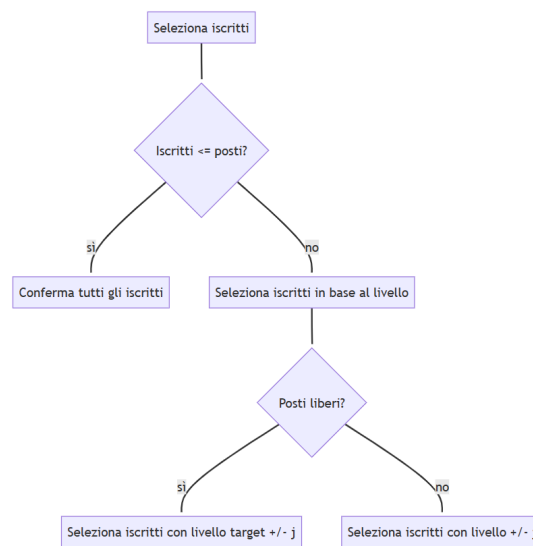 Seleziona iscritti
Iscritti <= posti?
sì
no
Conferma tutti gli iscritti
Seleziona iscritti in base al livello
Posti liberi?
sì
no
Seleziona iscritti con livello target +/- j
Seleziona iscritti con livello +/-